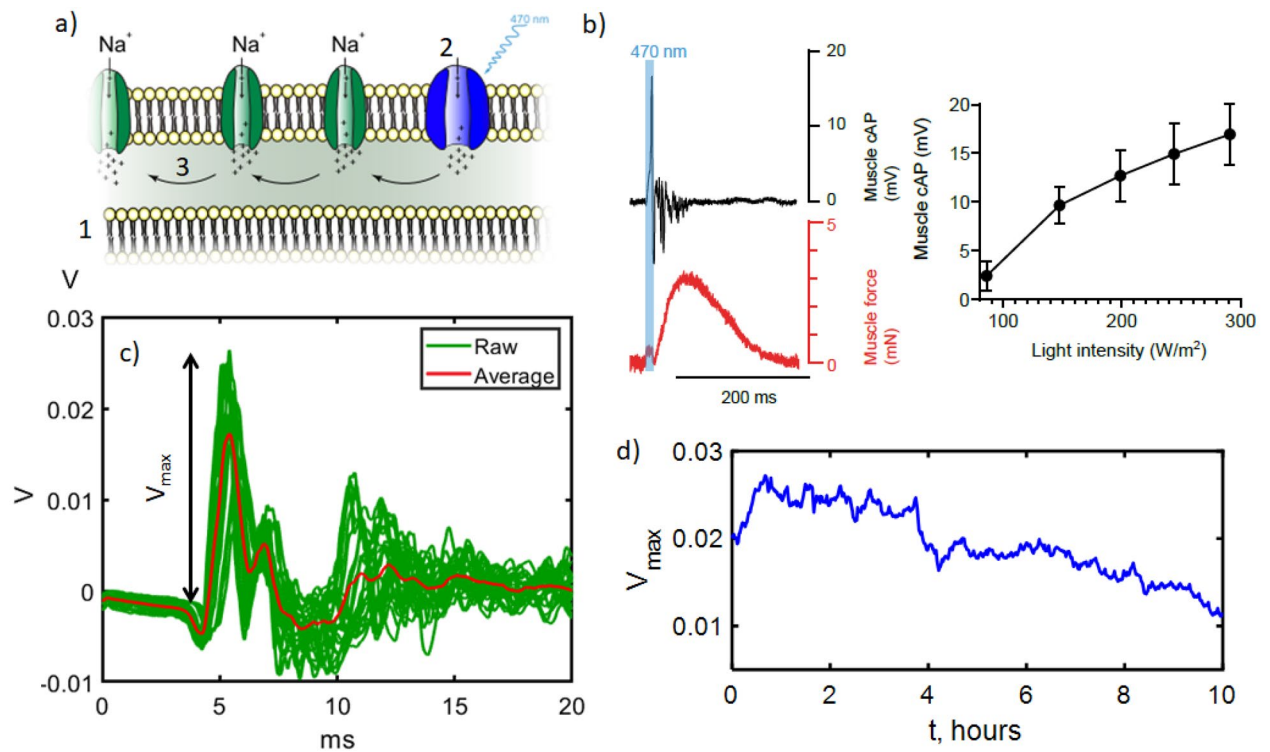 a)
470 nm
Na+
Na+
Na+
2
3
1
b)
470 nm
20
10
0
Muscle cAP
(mV)
5
0
Muscle force
(mN)
200 ms
Muscle cAP (mV)
20
15
10
5
0
100
200
300
Light intensity (W/m²)
V
c)
0.03
0.02
0.01
0
-0.01
V
Vmax
Raw
Average
0
5
10
15
20
ms
d)
0.03
0.02
0.01
Vmax
0
2
4
6
8
10
t, hours